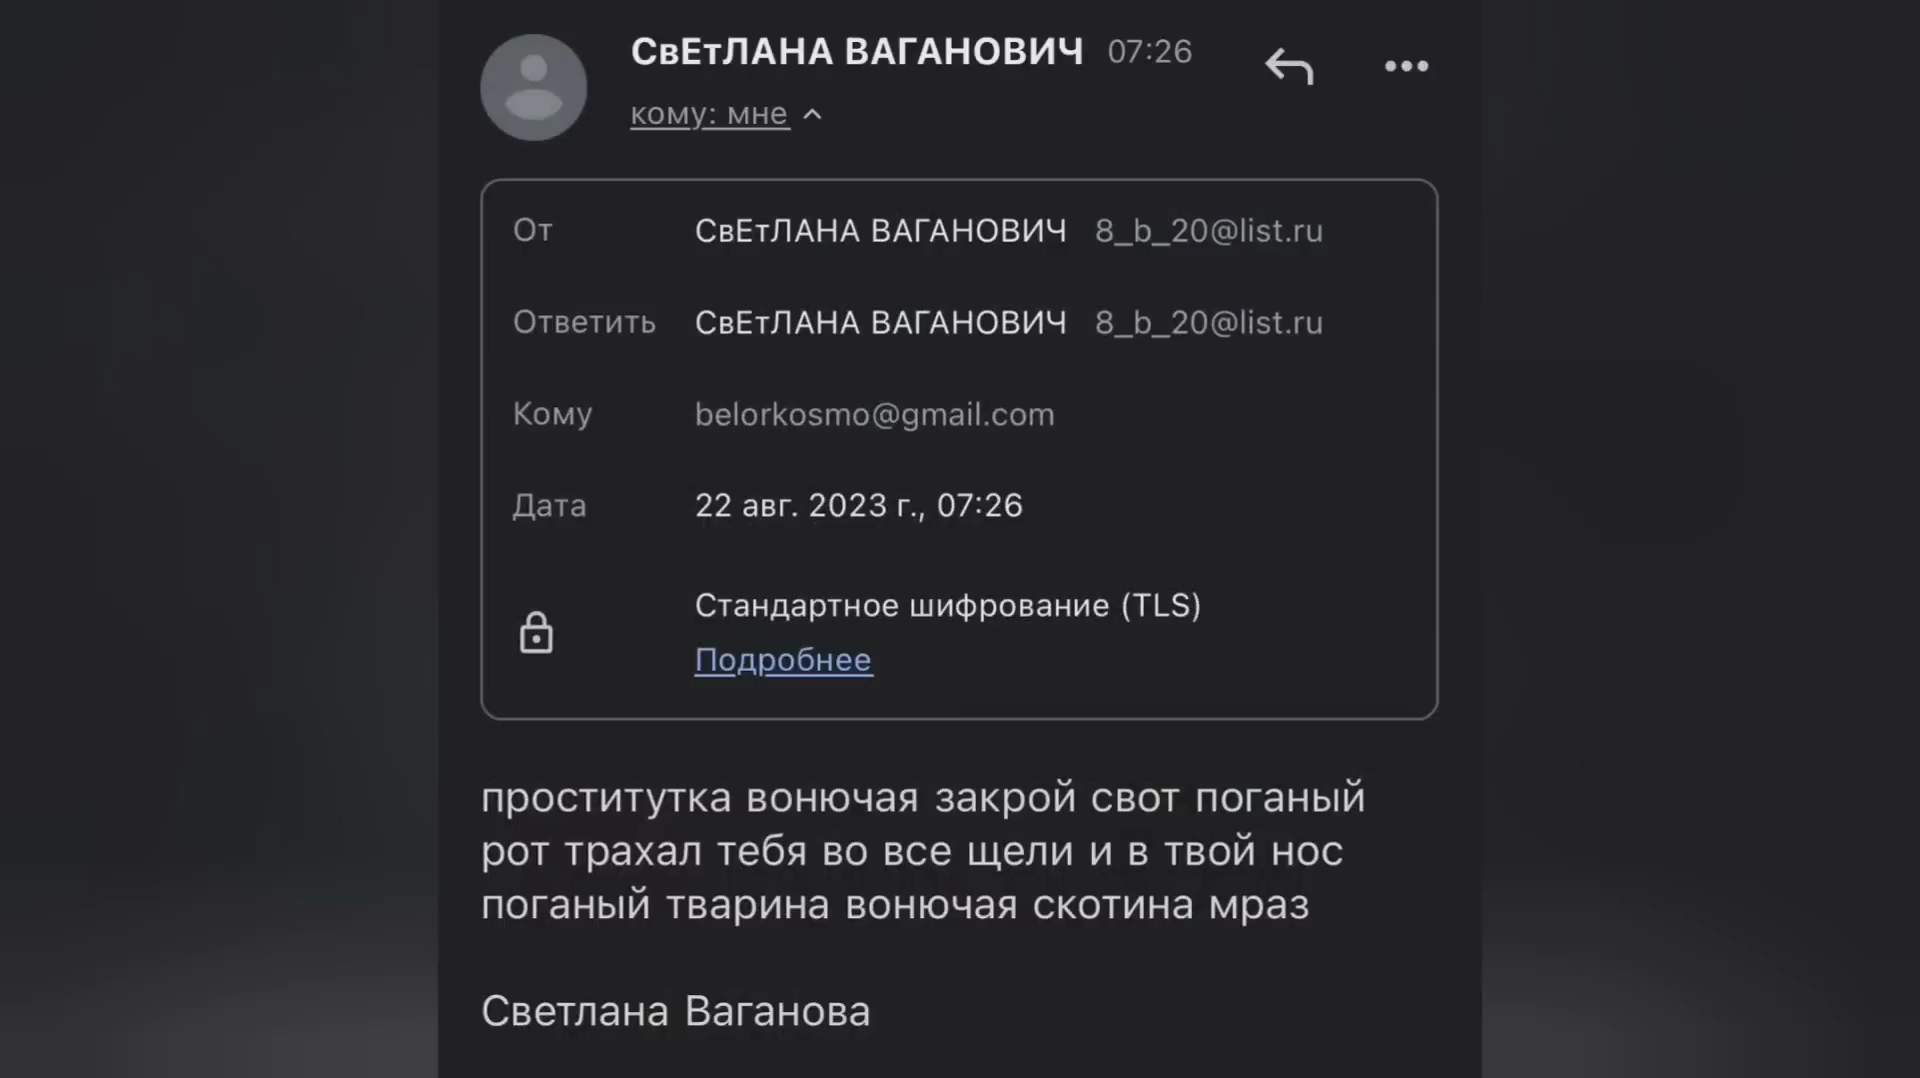 СвЕтЛАНА ВАГАНОВИЧ 07:26
кому: мне
От СвЕтЛАНА ВАГАНОВИЧ 8_b_20@list.ru
Ответить СвЕтЛАНА ВАГАНОВИЧ 8_b_20@list.ru
Кому belorkosmo@gmail.com
Дата 22 авг. 2023 г., 07:26
Стандартное шифрование (TLS)
Подробнее
проститутка вонючая закрой свот поганый
рот трахал тебя во все щели и в твой нос
поганый тварина вонючая скотина мраз
Светлана Ваганова